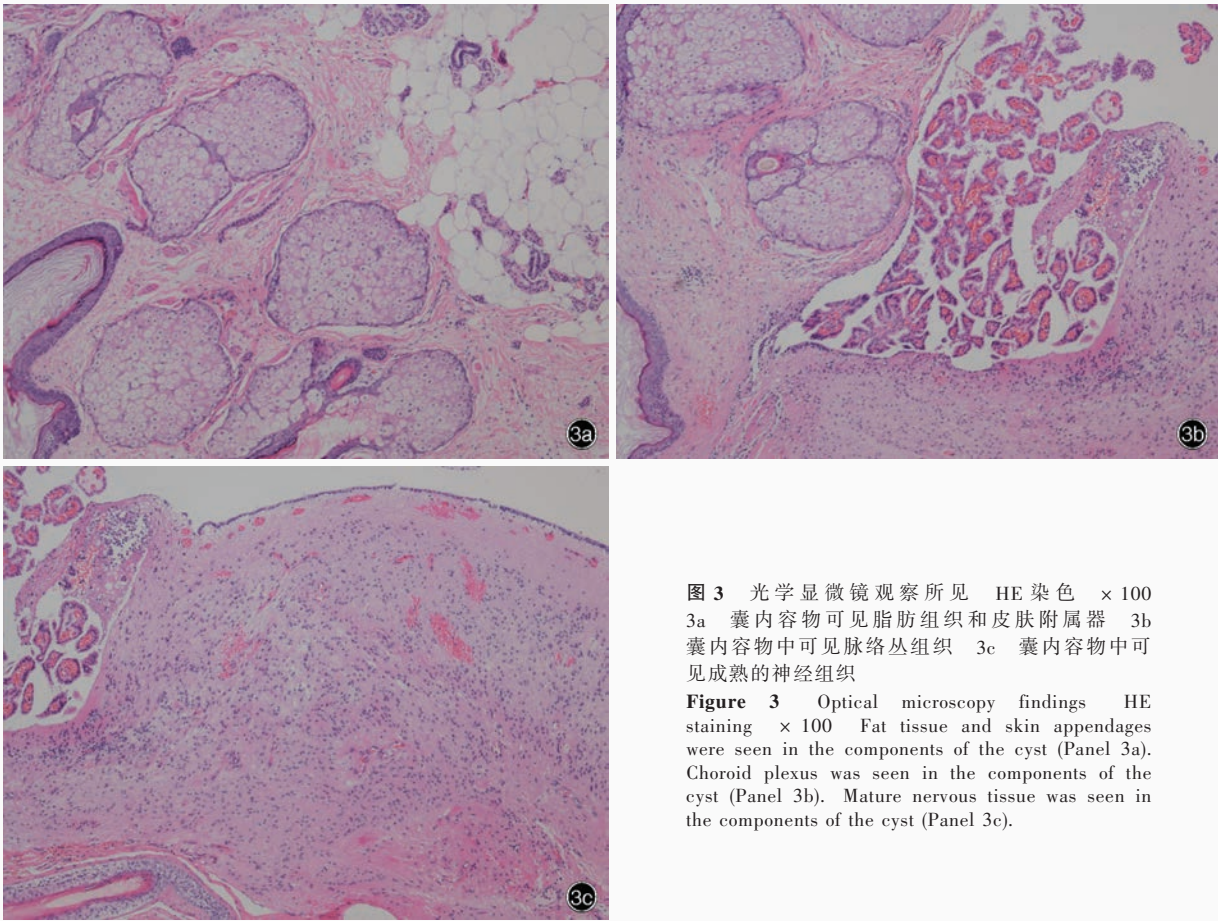 3a
3b
3c
图 3 光学显微镜观察所见 HE 染色 × 100
3a 囊内容物可见脂肪组织和皮肤附属器 3b
囊内容物中可见脉络丛组织 3c 囊内容物中可
见成熟的神经组织
Figure 3 Optical microscopy findings HE
staining × 100 Fat tissue and skin appendages
were seen in the components of the cyst (Panel 3a).
Choroid plexus was seen in the components of the
cyst (Panel 3b). Mature nervous tissue was seen in
the components of the cyst (Panel 3c).